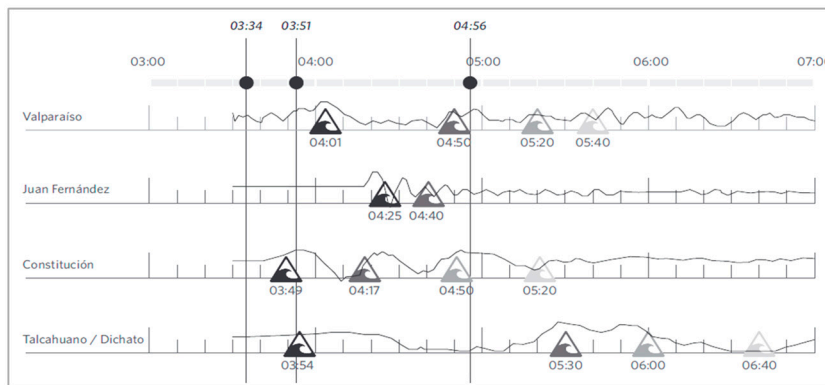 03:34 03:51 04:56
03:00 04:00 05:00 06:00 07:00
Valparaíso
04:01 04:50 05:20 05:40
Juan Fernández
04:25 04:40
Constitución
03:49 04:17 04:50 05:20
Talcahuano / Dichato
03:54 05:30 06:00 06:40